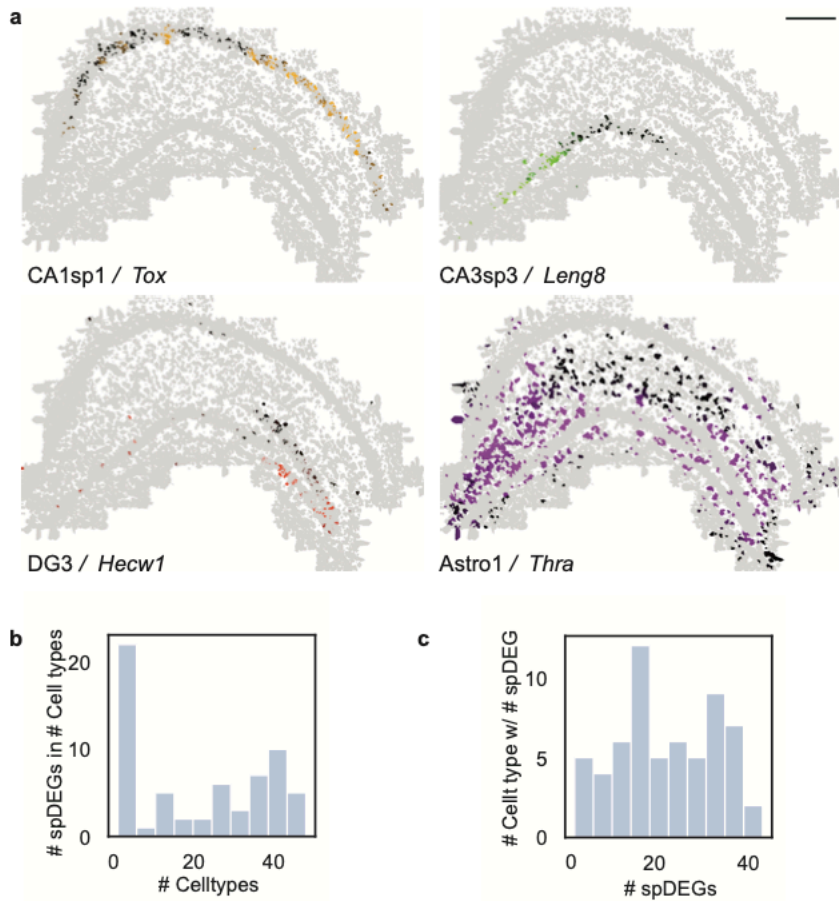 a
CA1sp1 / Tox
CA3sp3 / Leng8
DG3 / Hecw1
Astro1 / Thra
b
# spDEGs in # Cell types
20
10
0
0
20
40
# Celltypes
c
# Cellt type w/ # spDEG
10
5
0
0
20
40
# spDEGs